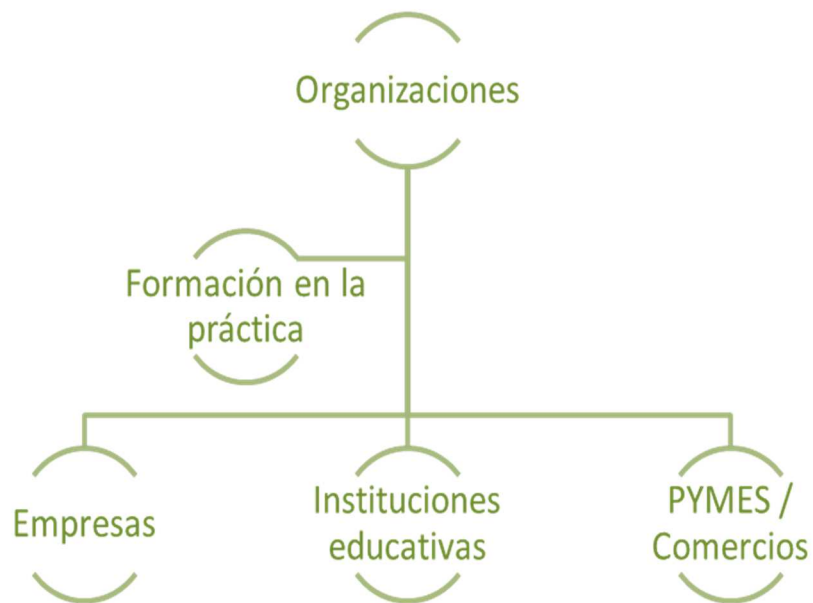 Organizaciones
Formación en la
práctica
Empresas
Instituciones
educativas
PYMES /
Comercios